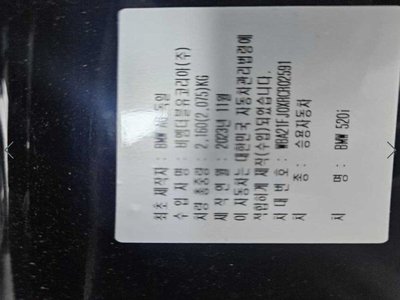 최초 제작자 : BMW AG 독일
수 입 자 명 : 비엠더블유코리아(주)
차량 총중량 : 2,160(2,075)KG
제 작 연 월 : 2023년 11월
이 자동차는 대한민국 자동차관리법령에
적합하게 제작(수입)되었습니다.
차 대 번 호 :
차 종 : 승용자동차
차 명 : BMW 520i